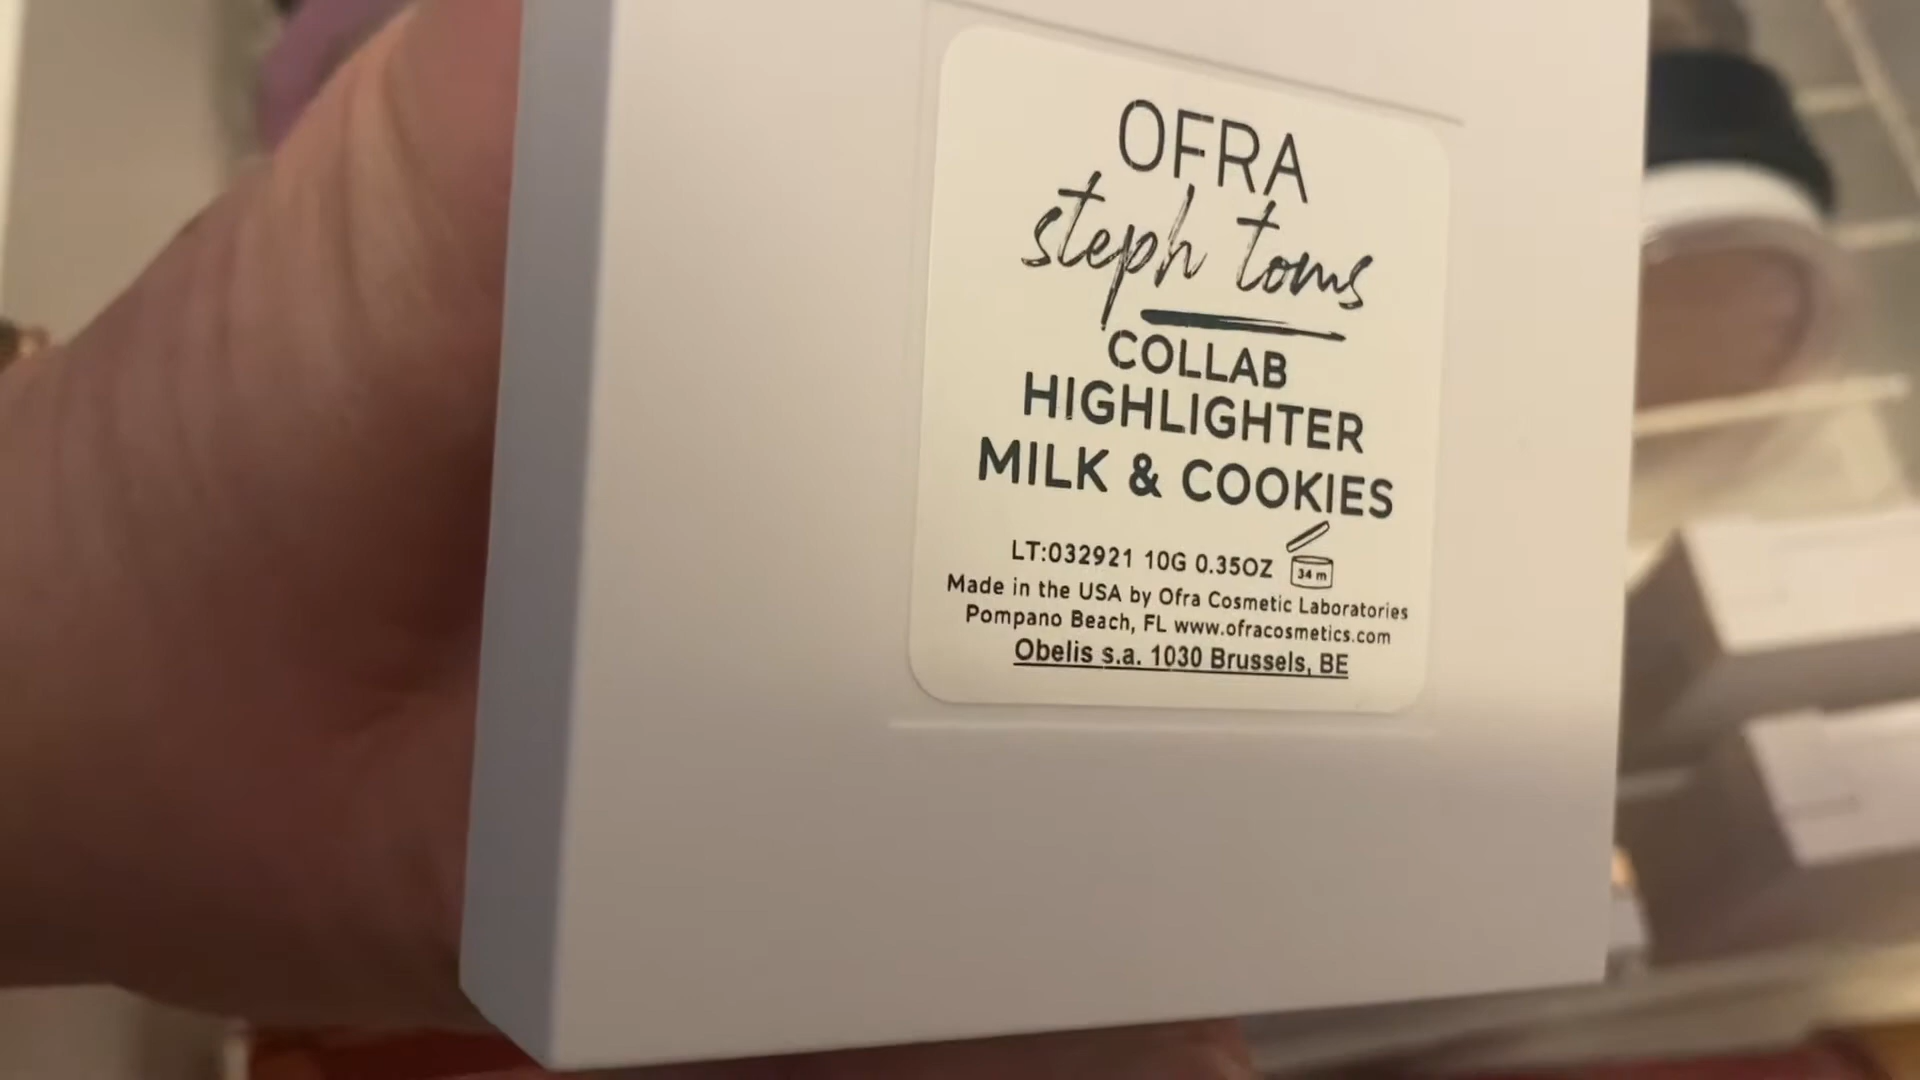 OFRA
steph toms
COLLAB
HIGHLIGHTER
MILK & COOKIES
LT:032921 10G 0.35OZ 34 m
Made in the USA by Ofra Cosmetic Laboratories
Pompano Beach, FL www.ofracosmetics.com
Obelis s.a. 1030 Brussels, BE